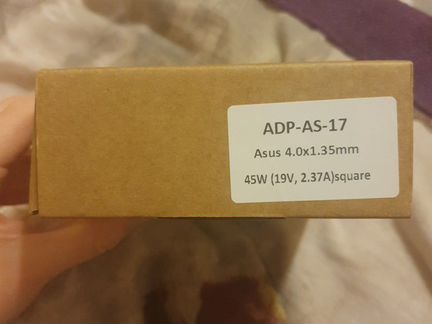 ADP-AS-17
Asus 4.0x1.35mm
45W (19V, 2.37A)square